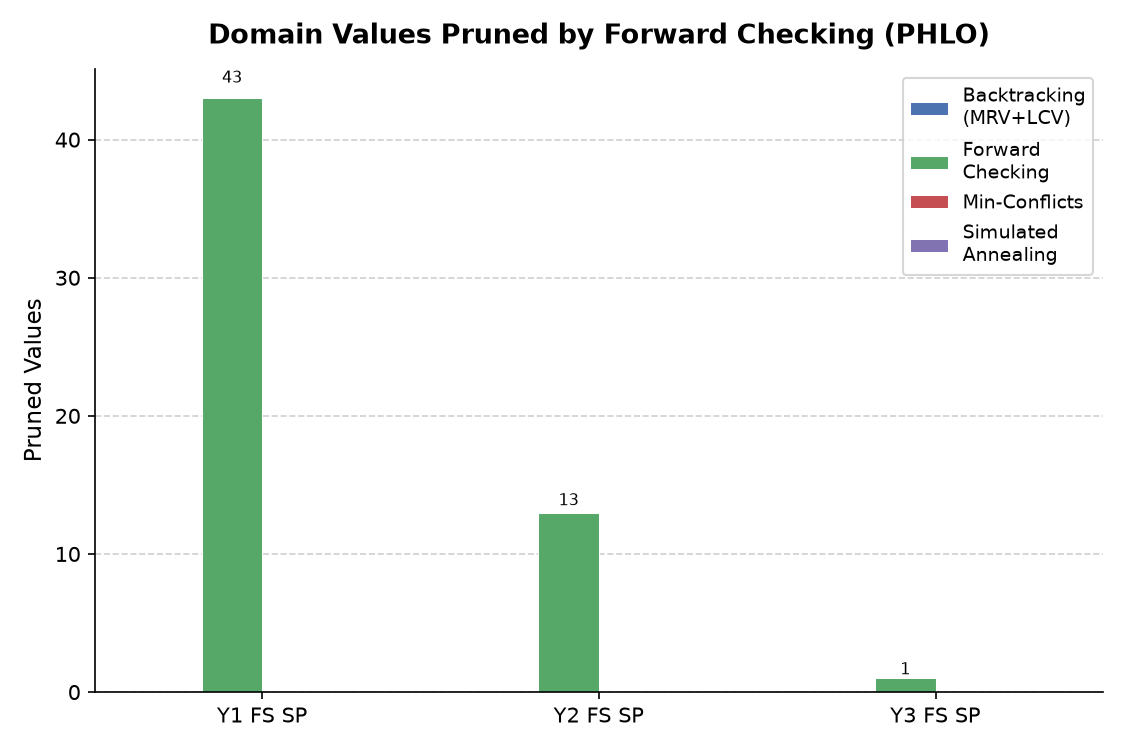 Domain Values Pruned by Forward Checking (PHLO)
43
Backtracking
(MRV+LCV)
Forward
Checking
Min-Conflicts
Simulated
Annealing
40
30
20
10
0
Pruned Values
13
1
Y1 FS SP
Y2 FS SP
Y3 FS SP